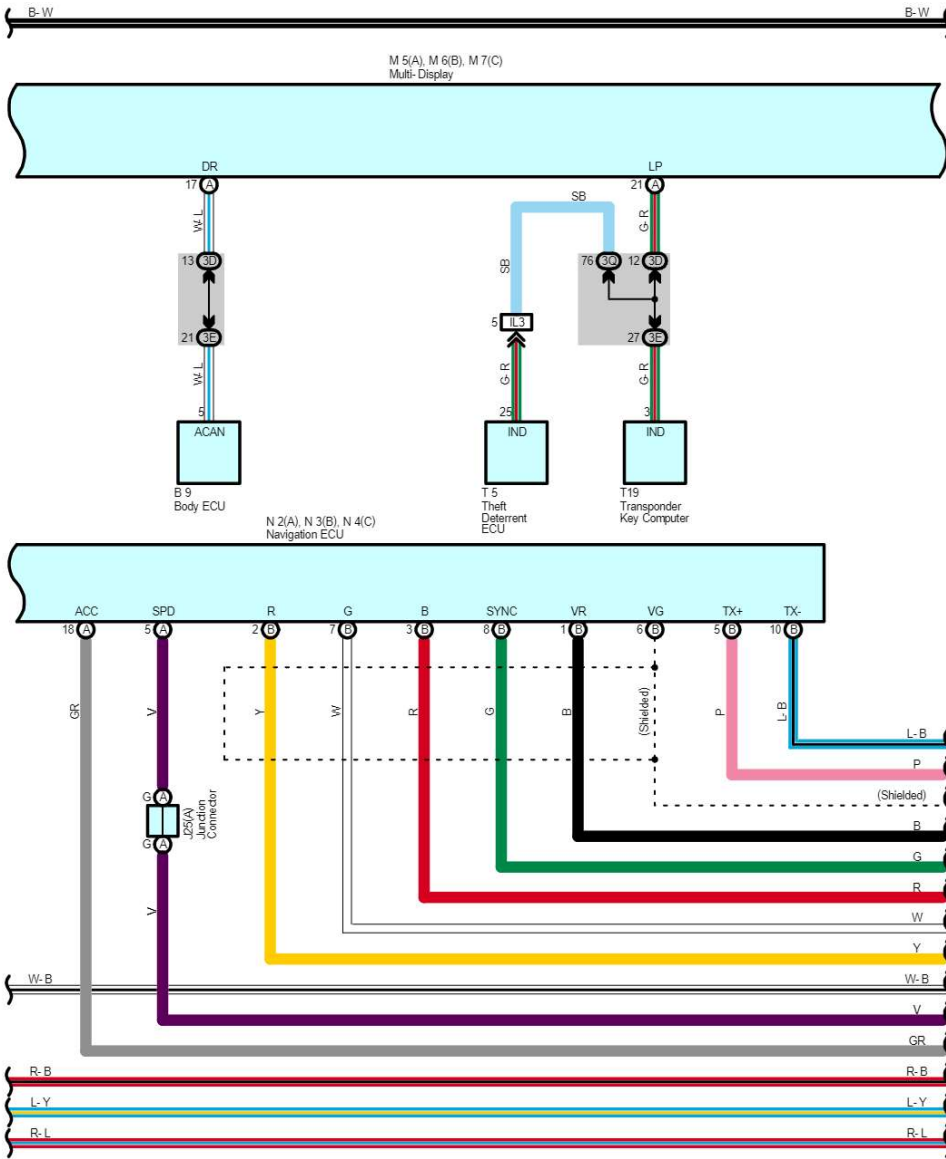 B- W B- W
M 5(A), M 6(B), M 7(C)
Multi- Display
DR LP
17 A 21 A
SB
W- L G- R
SB
13 3D 76 3Q 12 3D
5 IL3
21 3E 27 3E
W- L G- R G- R
5 25 3
ACAN IND IND
B 9
Body ECU
T 5
Theft
Deterrent
ECU
T19
Transponder
Key Computer
N 2(A), N 3(B), N 4(C)
Navigation ECU
ACC SPD R G B SYNC VR VG TX+ TX-
18 A 5 A 2 B 7 B 3 B 8 B 1 B 6 B 5 B 10 B
GR V Y W R G B (Shielded) P L- B
L- B
P
(Shielded)
G A
J25(A)
Junction
Connector
G A
B
G
R
V
W
Y
W- B W- B
V
GR
R- B R- B
L- Y L- Y
R- L R- L